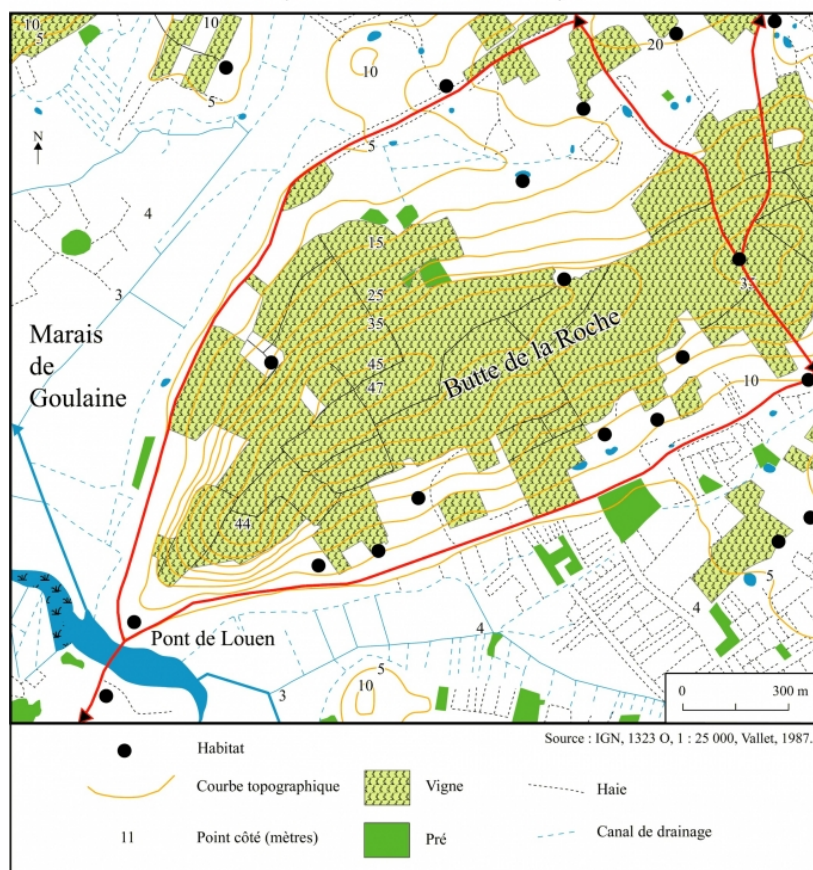 10
10
5
20
10
5
5
N
4
15
3
25
35
Marais
de
Goulaine
45
47
Butte de la Roche
10
44
5
4
Pont de Louen
4
5
10
3
0 300 m
Source : IGN, 1323 O, 1 : 25 000, Vallet, 1987.
Habitat
Courbe topographique
Vigne
Haie
11
Point côté (mètres)
Pré
Canal de drainage